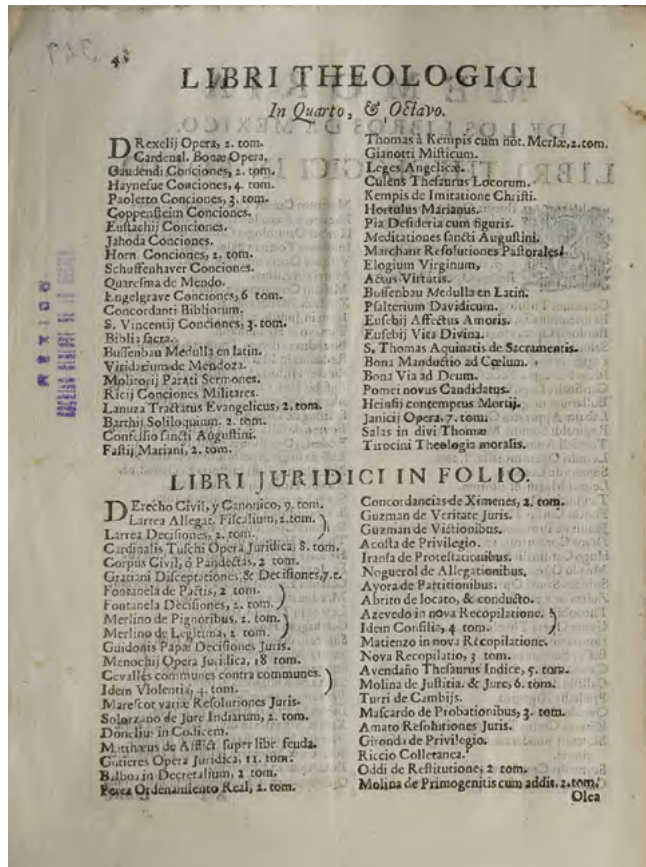 LIBRI THEOLOGICI
In Quarto, & Octavo.
DRexelij Opera, 2. tom.
Cardenal. Bonæ Opera.
Gaudendi Conciones, 2. tom.
Haynefue Conciones, 4. tom.
Paoletto Conciones, 3. tom.
Coppensteim Conciones.
Eustachij Conciones.
Jahoda Conciones.
Horn. Conciones, 2. tom.
Schuffenhaver Conciones.
Quaresma de Mendo.
Engelgrave Conciones, 6 tom.
Concordanti Bibliorum.
S. Vincentij Conciones, 3. tom.
Biblia sacra.
Bussenbau Medulla en latin.
Viridarium de Mendoza.
Molitorij Parati Sermones.
Ricij Conciones Militares.
Lanuza Tractatus Evangelicus, 2. tom.
Barthij Soliloquium. 2. tom.
Confessio sancti Augustini.
Fastij Mariani, 2. tom.
Thomas à Kempis cum not. Merlæ, 2. tom.
Gianotti Misticum.
Leges Angelicæ.
Culens Thesaurus Locorum.
Kempis de Imitatione Christi.
Hortulus Marianus.
Pia Desideria cum figuris.
Meditationes sancti Augustini.
Marchant Resolutiones Pastorales.
Elogium Virginum,
Actus Virtatis.
Bussenbau Medulla en Latin.
Psalterium Davidicum.
Eusebij Affectus Amoris.
Eusebij Vita Divina.
S. Thomas Aquinatis de Sacramentis.
Bona Manductio ad Cœlum.
Bona Via ad Deum.
Pomei novus Candidatus.
Heinsij contemptus Mortij.
Janicij Opera, 7. tom.
Salas in divi Thomæ
Tirocini Theologia moralis.
LIBRI JURIDICI IN FOLIO.
DErecho Civil, y Canonico, 9. tom.
Larrea Allegat. Fiscalium, 2. tom. )
Larrea Decisiones, 2. tom.
Cardinalis Tuschi Opera Juridica, 8. tom.
Corpus Civil, ó Pandectas, 2 tom.
Gratiani Disceptationes, & Decisiones, 7. t.
Fontanela de Pactis, 2 tom. )
Fontanela Decisiones, 2. tom.
Merlino de Pignoribus, 2. tom. )
Merlino de Legitima, 2. tom.
Guidonis Papæ Decisiones Juris.
Menochij Opera Juridica, 18 tom.
Cevallès communes contra communes. )
Idem Violentia, 4. tom.
Marescot variæ Resolutiones Juris.
Solorzano de Jure Indiarum, 2. tom.
Donelius in Codicem.
Matthæus de Afflict super libr. feuda.
Gutieres Opera Juridica, 11. tom.
Balboa in Decretalium, 2 tom.
Perea Ordenamiento Real, 2. tom.
Concordancias de Ximenes, 2. tom.
Guzman de Veritate Juris.
Guzman de Victionibus.
Acosta de Privilegio.
Iransa de Protestationibus.
Noguerol de Allegationibus.
Ayora de Partitionibus.
Abrito de locato, & conducto.
Azevedo in nova Recopilatione. )
Idem Consilia, 4 tom.
Matienzo in nova Recopilatione.
Nova Recopilatio, 3 tom.
Avendaño Thesaurus Indice, 5. tom.
Molina de Justitia. & Jure, 6. tom.
Turri de Cambijs.
Mascardo de Probationibus, 3. tom.
Amato Resolutiones Juris.
Girondi de Privilegio.
Riccio Colleranea.
Oddi de Restitutione, 2 tom.
Molina de Primogenitis cum addit. 2. tom.
Olea
MEXICO